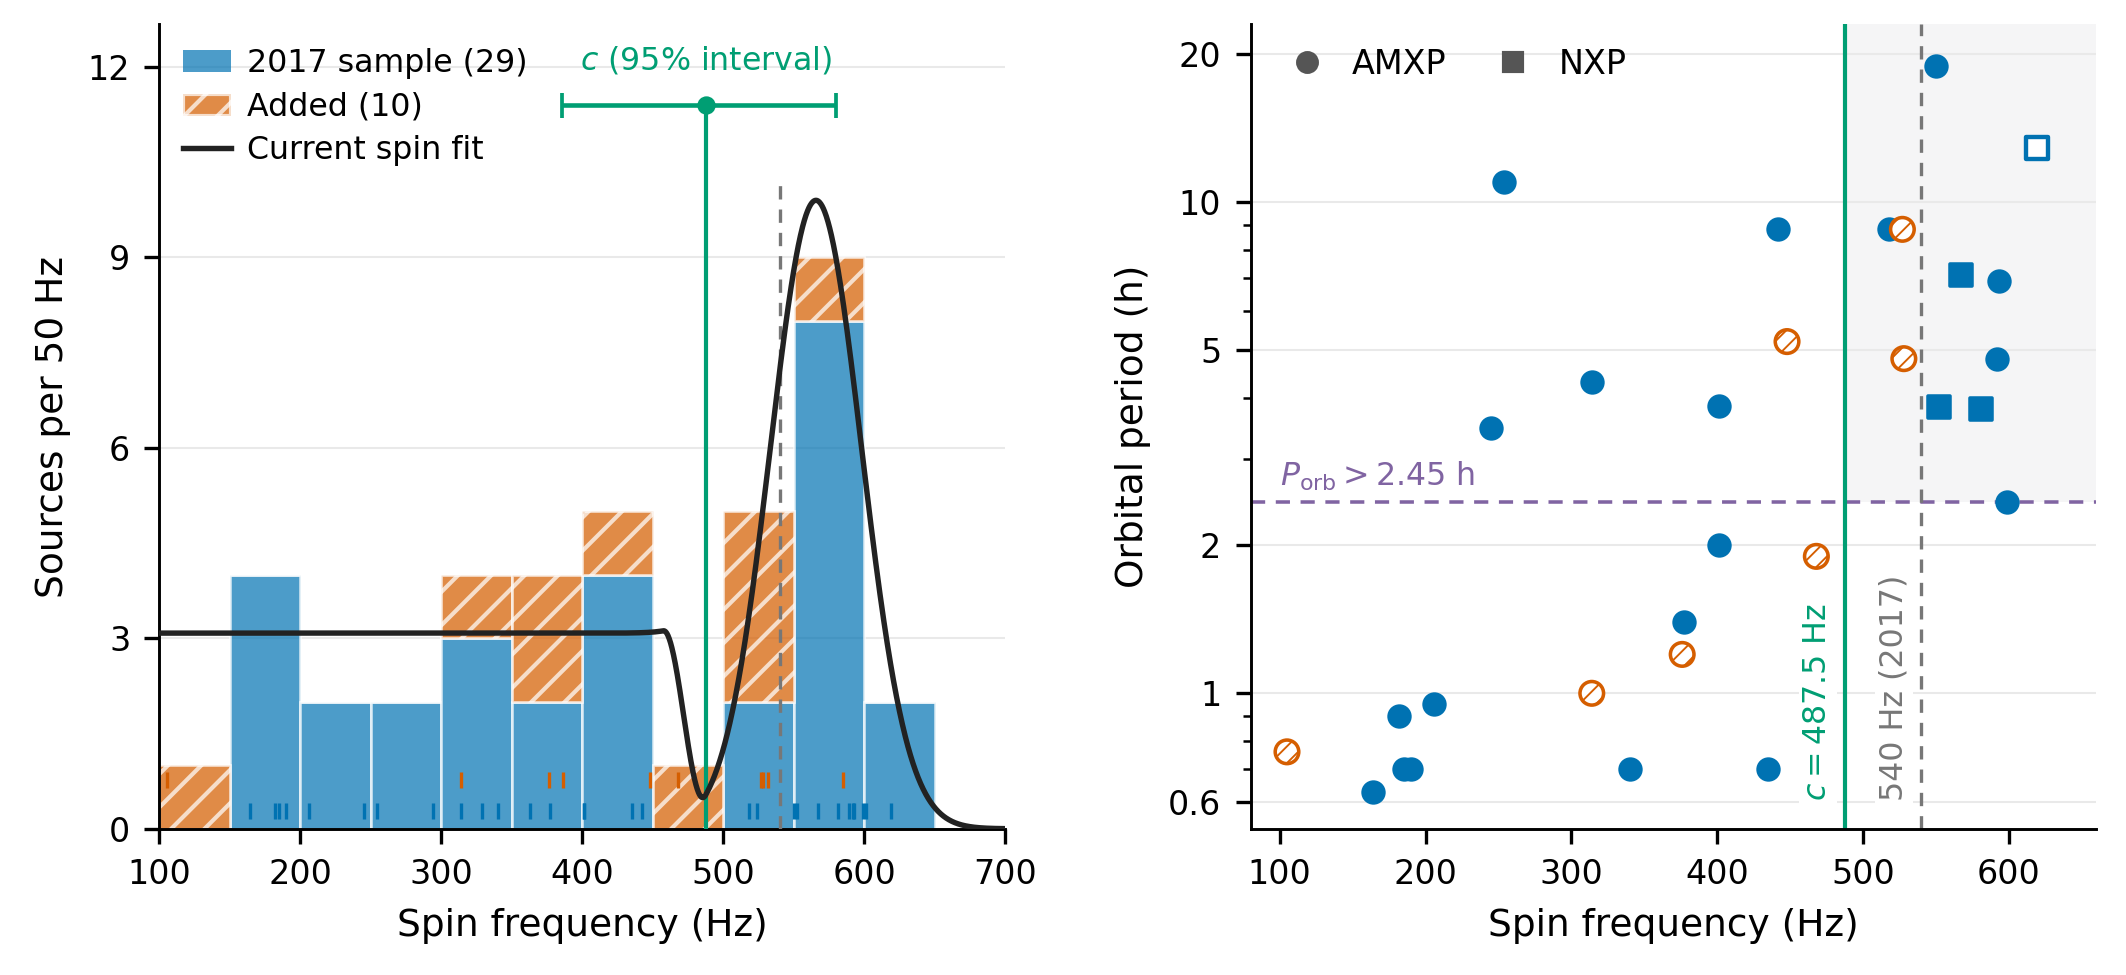 2017 sample (29)
Added (10)
Current spin fit
c (95% interval)
12
9
6
3
0
Sources per 50 Hz
100 200 300 400 500 600 700
Spin frequency (Hz)
AMXP
NXP
20
10
5
2
1
0.6
Orbital period (h)
P_orb > 2.45 h
c = 487.5 Hz
540 Hz (2017)
100 200 300 400 500 600
Spin frequency (Hz)